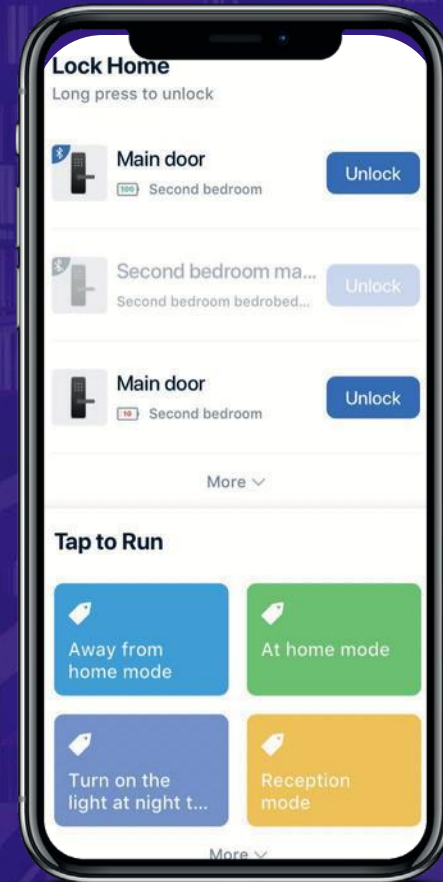 Lock Home
Long press to unlock
Main door
Unlock
100 Second bedroom
Second bedroom ma...
Unlock
Second bedroom bedrobed...
Main door
Unlock
10 Second bedroom
More
Tap to Run
Away from
home mode
At home mode
Turn on the
light at night t...
Reception
mode
More